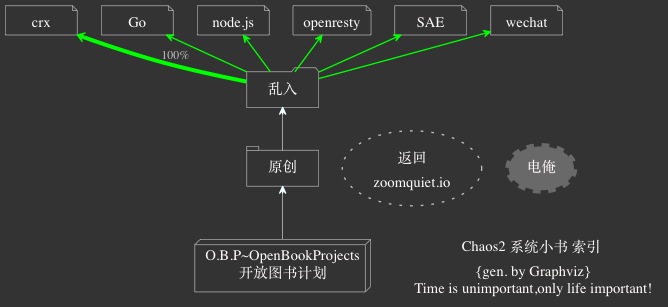 crx
Go
node.js
openresty
SAE
wechat
100%
乱入
原创
返回
zoomquiet.io
电俺
O.B.P~OpenBookProjects
开放图书计划
Chaos2 系统小书 索引
{gen. by Graphviz}
Time is unimportant,only life important!